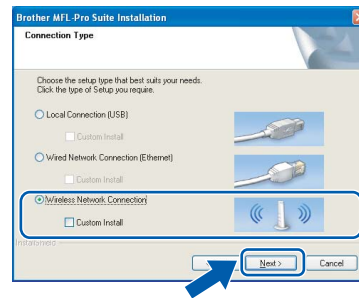 Brother MFL-Pro Suite Installation
Connection Type
Choose the setup type that best suits your needs.
Click the type of Setup you require.
Local Connection (USB)
Custom Install
Wired Network Connection (Ethernet)
Custom Install
Wireless Network Connection
Custom Install
InstallShield
Next >
Cancel